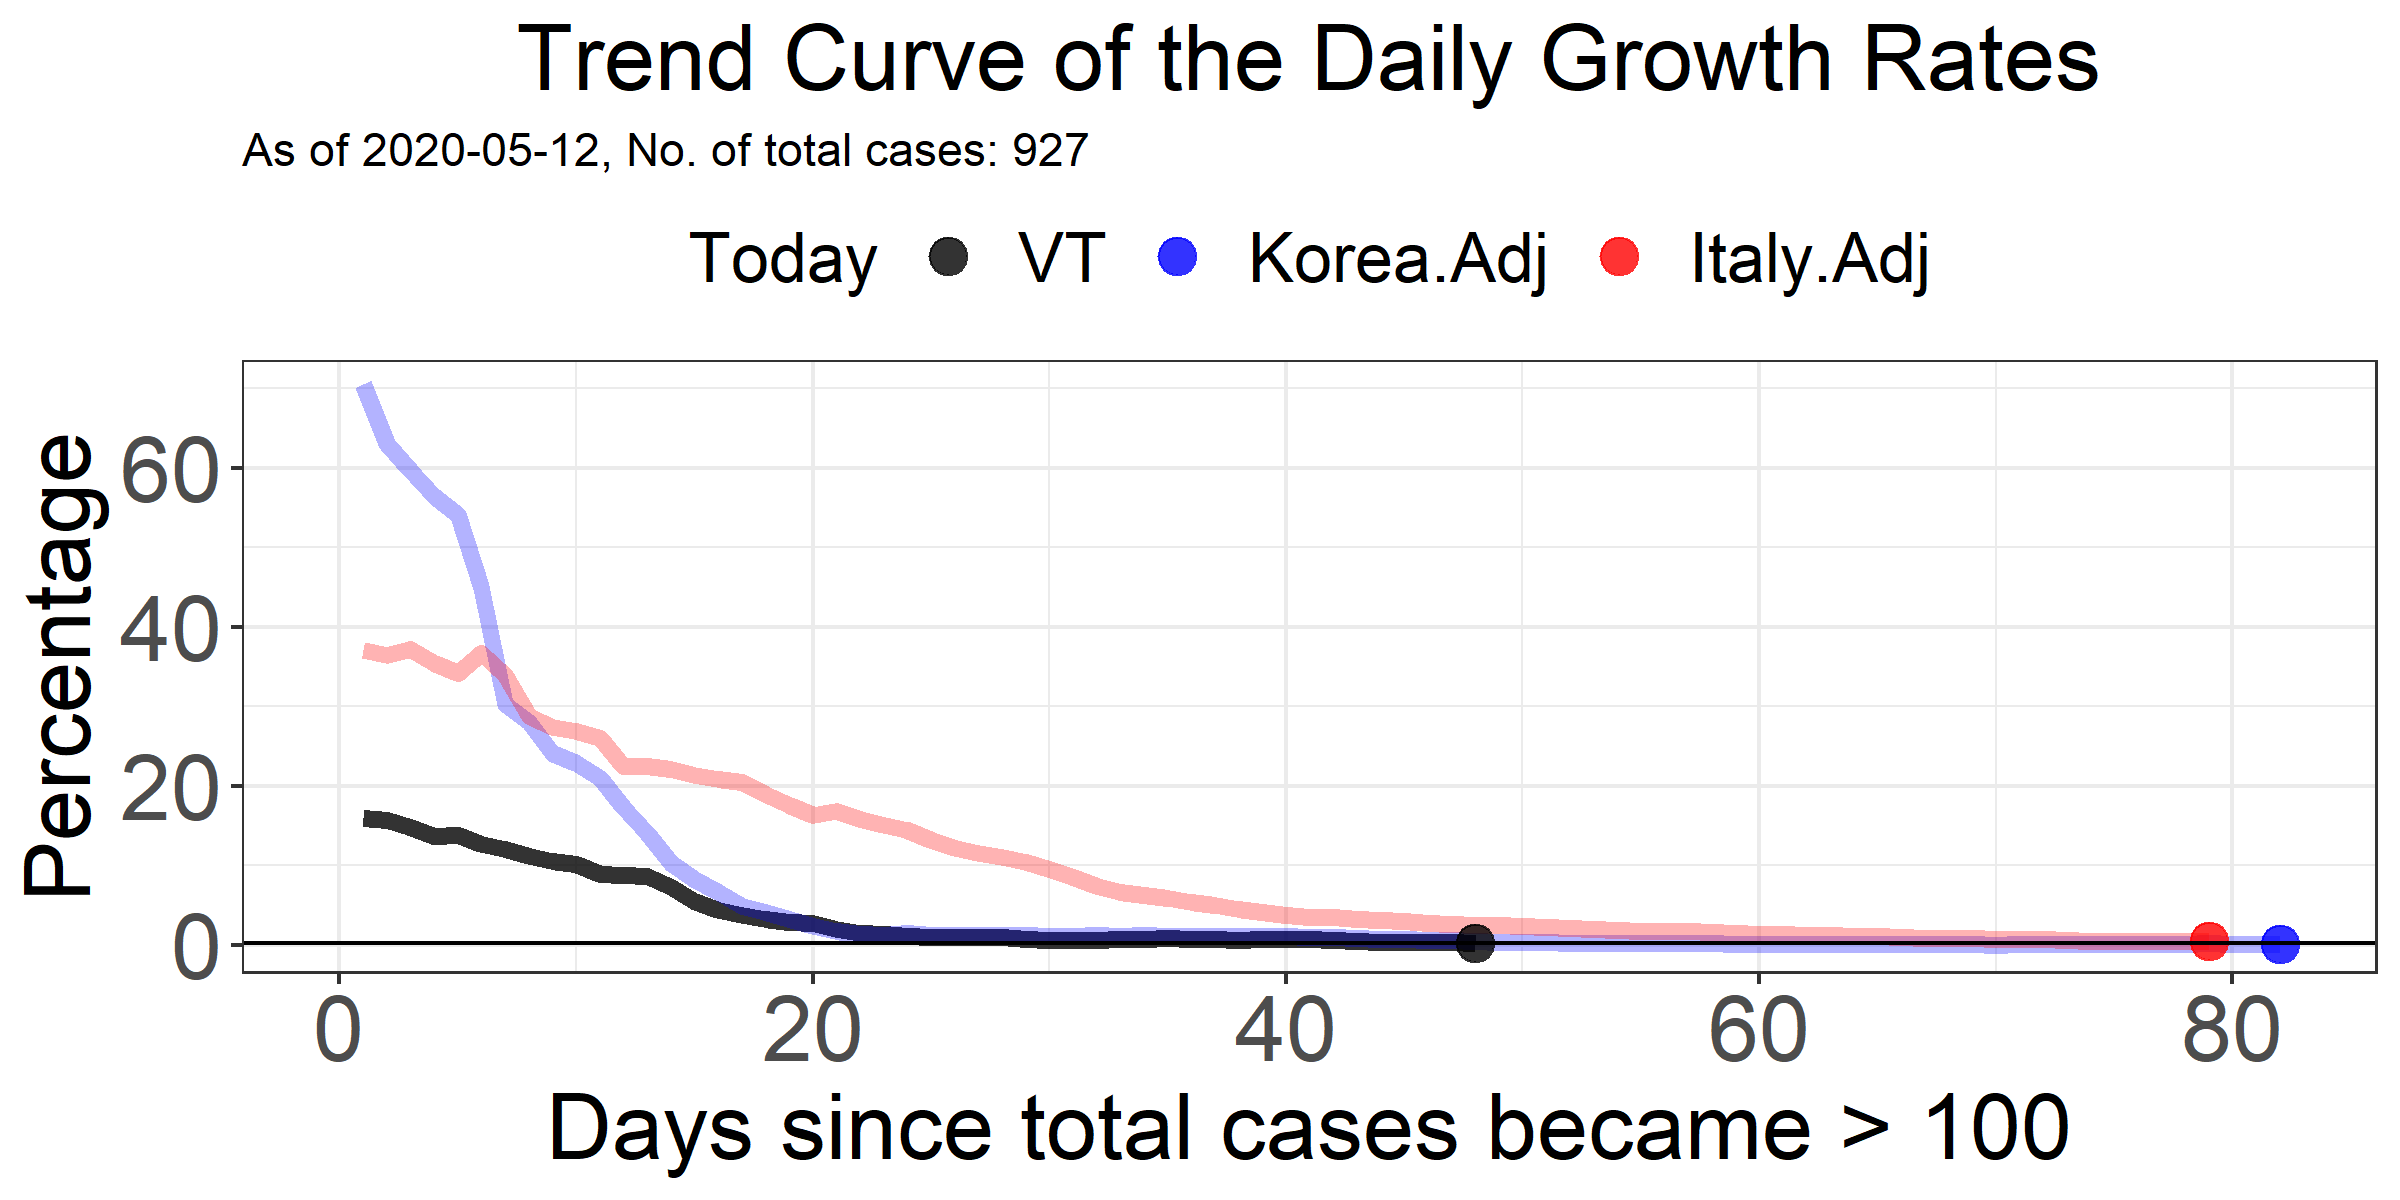 Trend Curve of the Daily Growth Rates
As of 2020-05-12, No. of total cases: 927
Today VT Korea.Adj Italy.Adj
Percentage
60
40
20
0
0 20 40 60 80
Days since total cases became > 100